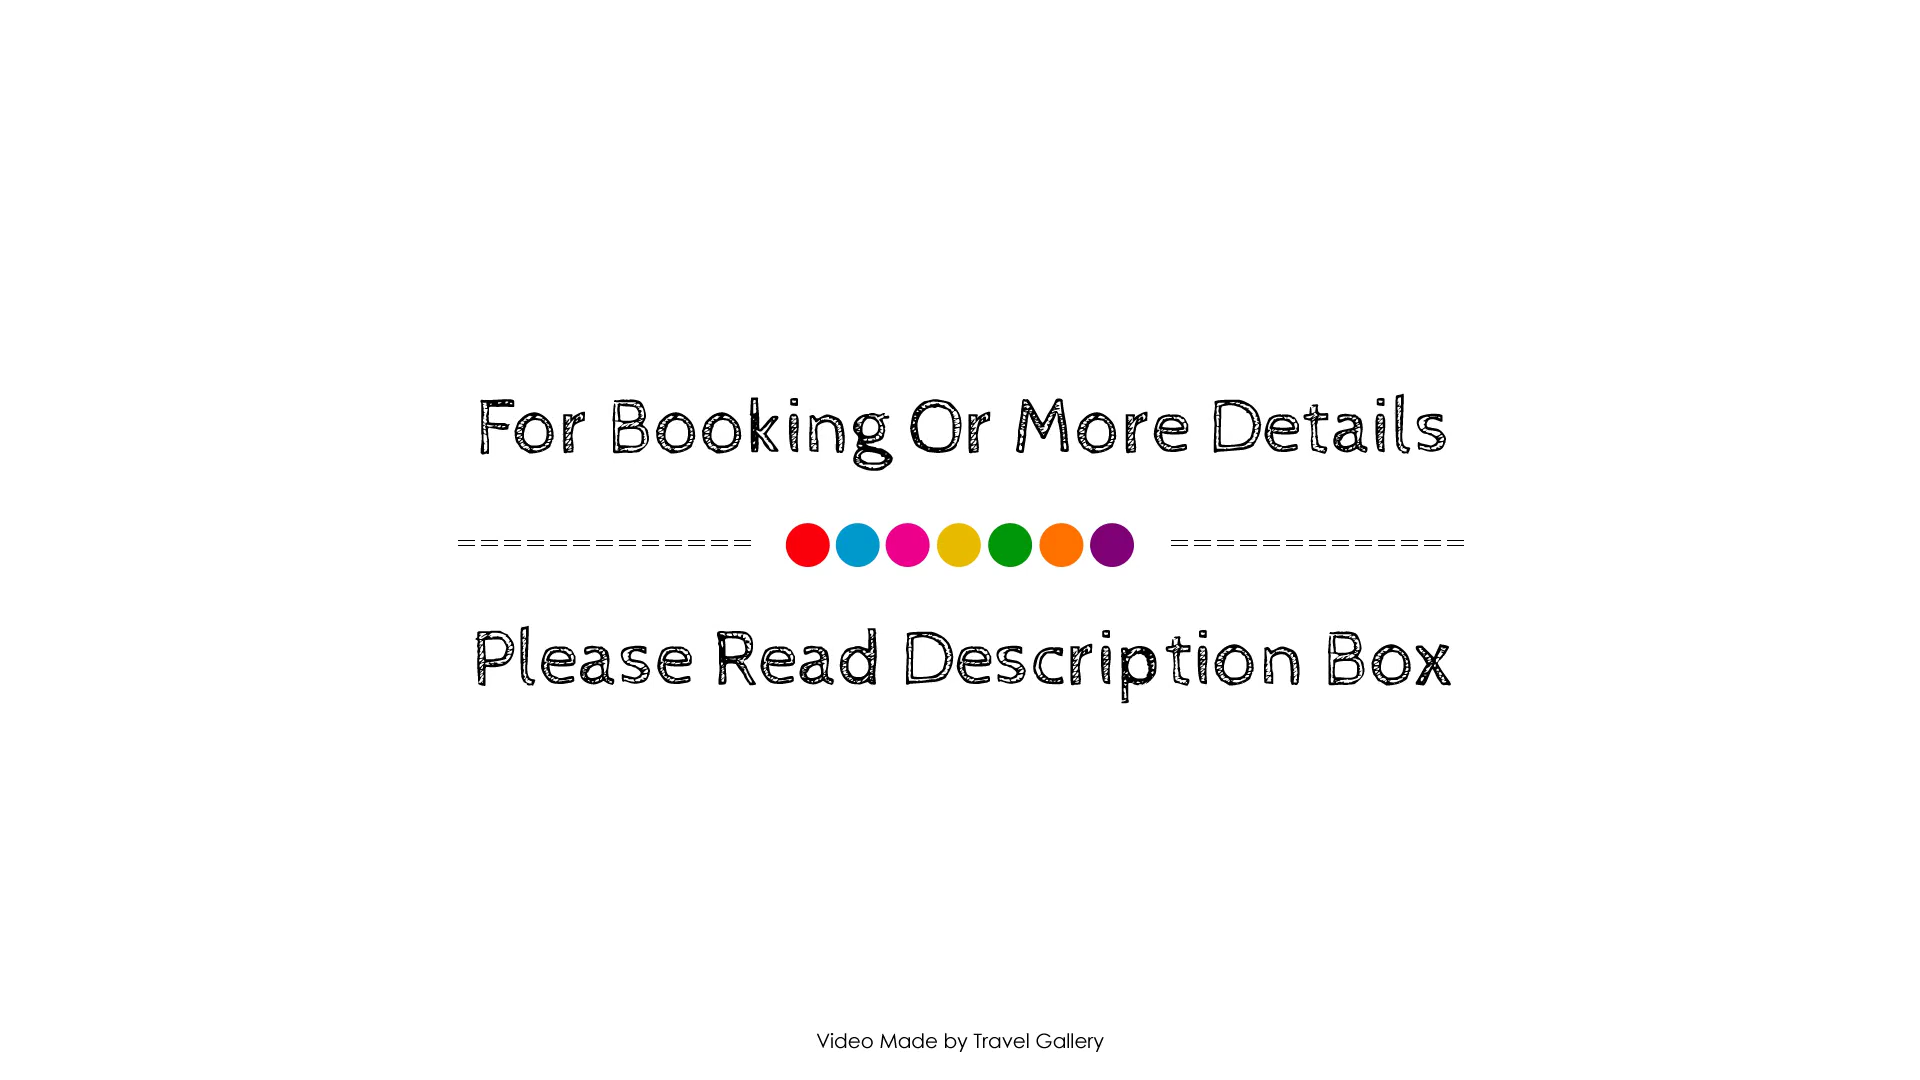 For Booking Or More Details
============= =============
Please Read Description Box
Video Made by Travel Gallery